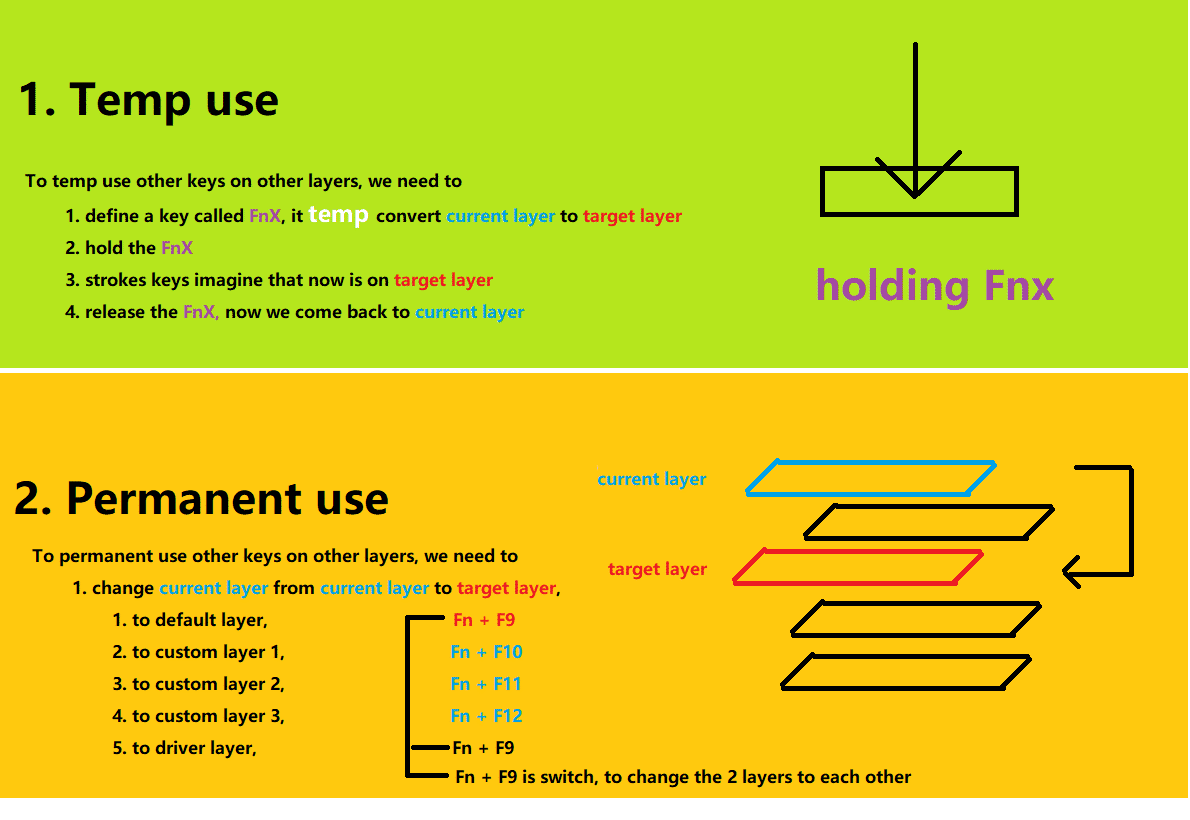 1. Temp use
To temp use other keys on other layers, we need to
1. define a key called FnX, it temp convert current layer to target layer
2. hold the FnX
3. strokes keys imagine that now is on target layer
4. release the FnX, now we come back to current layer
holding Fnx
2. Permanent use
To permanent use other keys on other layers, we need to
1. change current layer from current layer to target layer,
1. to default layer, Fn + F9
2. to custom layer 1, Fn + F10
3. to custom layer 2, Fn + F11
4. to custom layer 3, Fn + F12
5. to driver layer, Fn + F9
Fn + F9 is switch, to change the 2 layers to each other
current layer
target layer